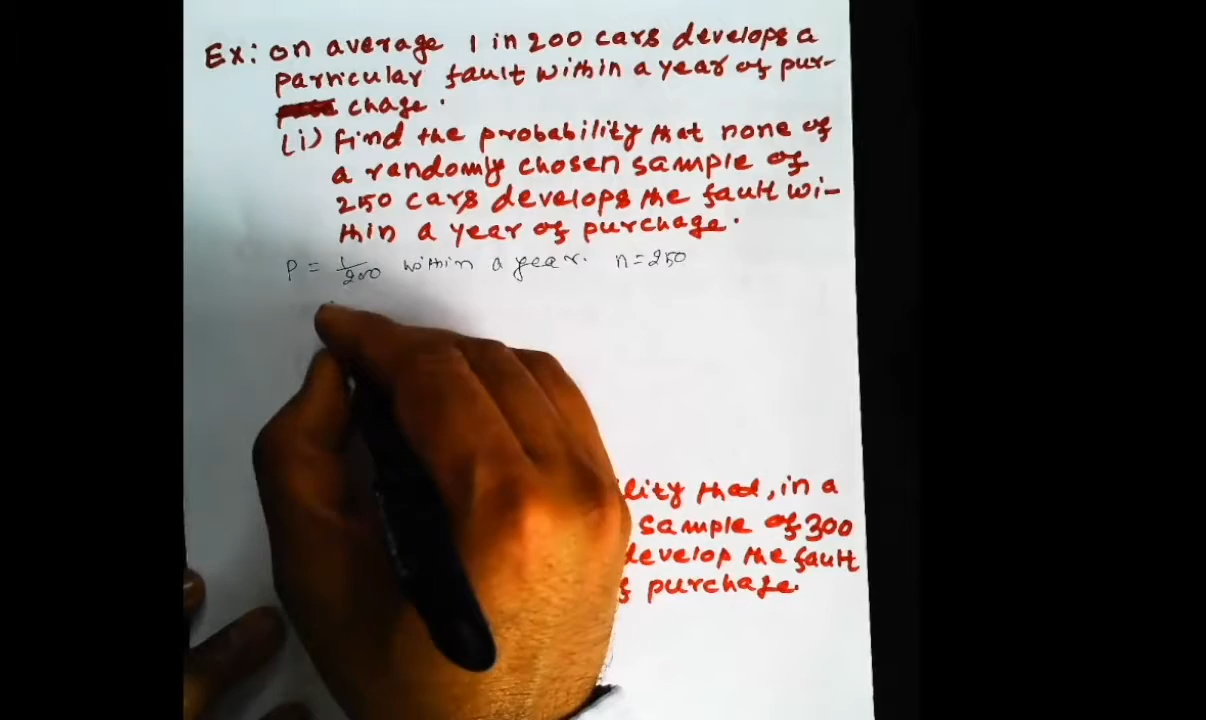 Ex: on average 1 in 200 cars develops a
particular fault within a year of pur-
chage.
(i) Find the probability that none of
a randomly chosen sample of
250 cars develops the fault wi-
thin a year of purchage.
P = 1/200 within a year. n = 250
lity that, in a
sample of 300
develop the fault
purchase.